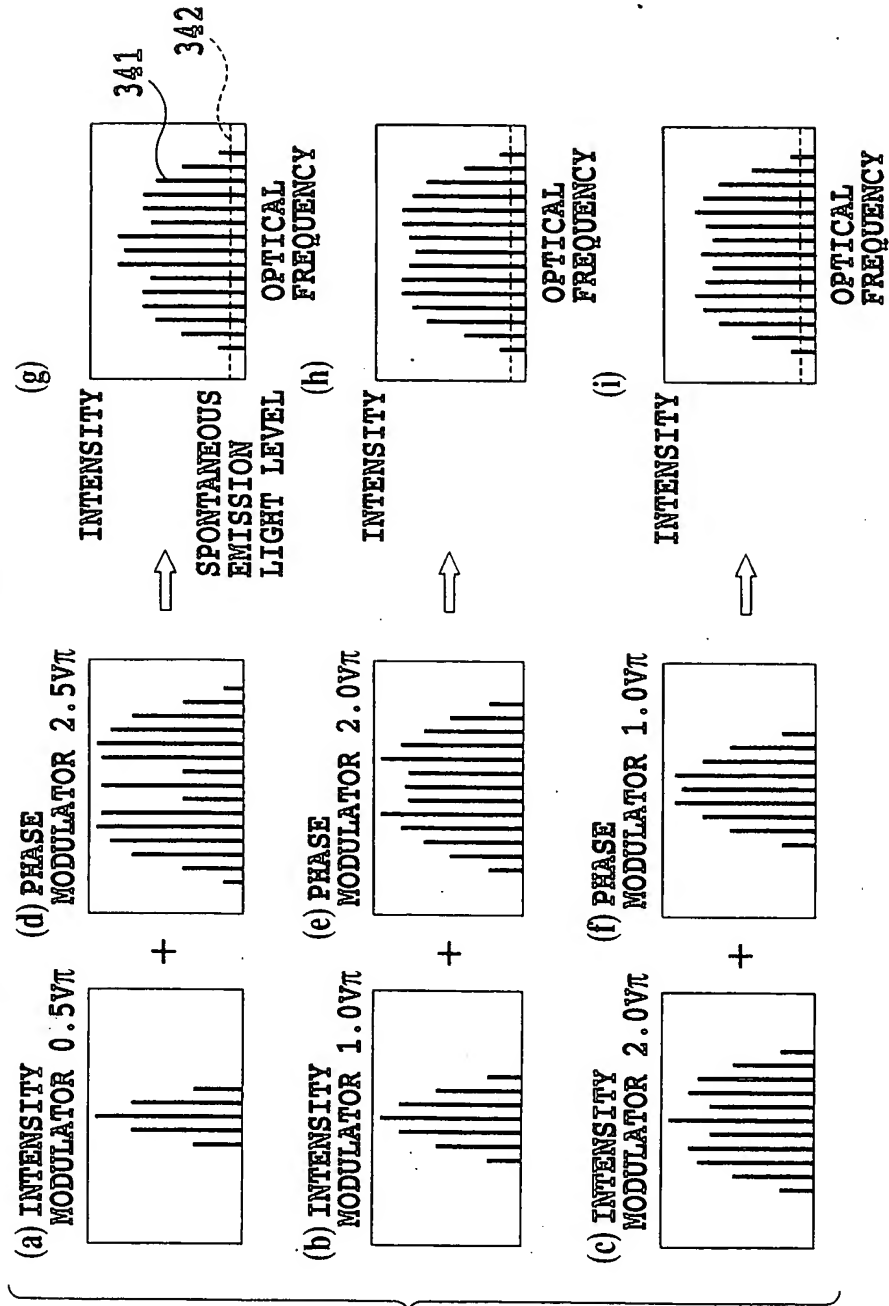 (a) INTENSITY
MODULATOR 0.5Vπ
+
(d) PHASE
MODULATOR 2.5Vπ
(g)
INTENSITY
341
342
SPONTANEOUS
EMISSION
LIGHT LEVEL
OPTICAL
FREQUENCY
(b) INTENSITY
MODULATOR 1.0Vπ
+
(e) PHASE
MODULATOR 2.0Vπ
(h)
INTENSITY
OPTICAL
FREQUENCY
(c) INTENSITY
MODULATOR 2.0Vπ
+
(f) PHASE
MODULATOR 1.0Vπ
(i)
INTENSITY
OPTICAL
FREQUENCY